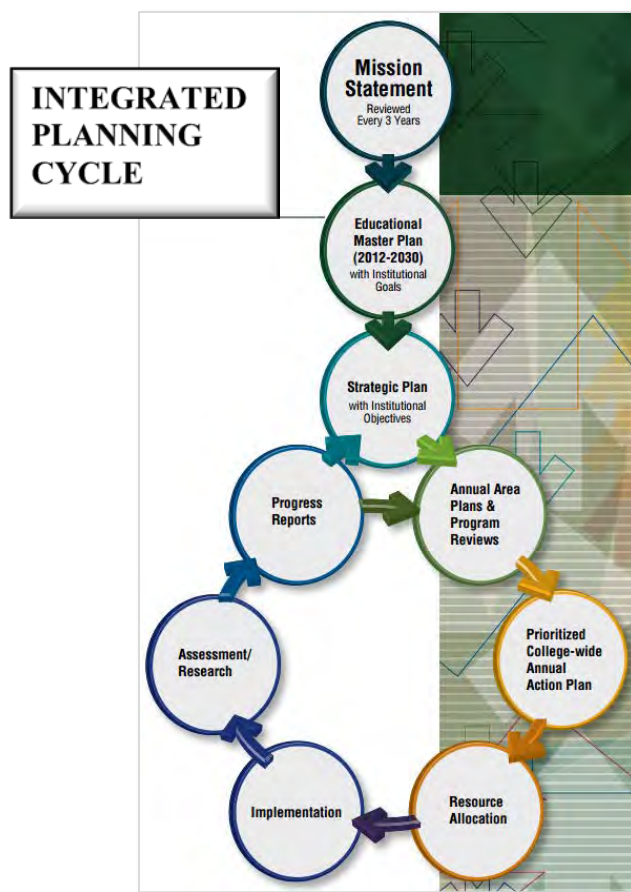 INTEGRATED
PLANNING
CYCLE
Mission
Statement
Reviewed
Every 3 Years
Educational
Master Plan
(2012-2030)
with Institutional
Goals
Strategic Plan
with Institutional
Objectives
Progress
Reports
Annual Area
Plans &
Program
Reviews
Assessment/
Research
Prioritized
College-wide
Annual
Action Plan
Implementation
Resource
Allocation